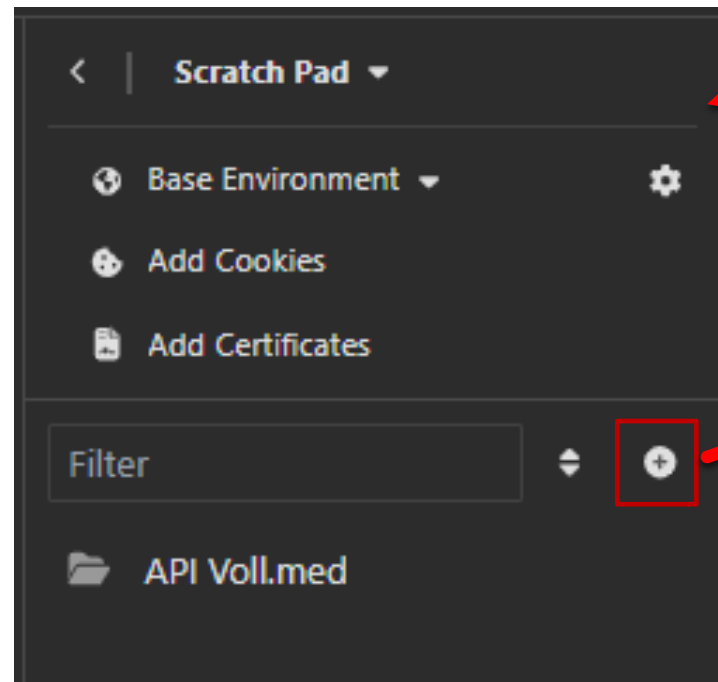 Scratch Pad
Base Environment
Add Cookies
Add Certificates
Filter
API Voll.med